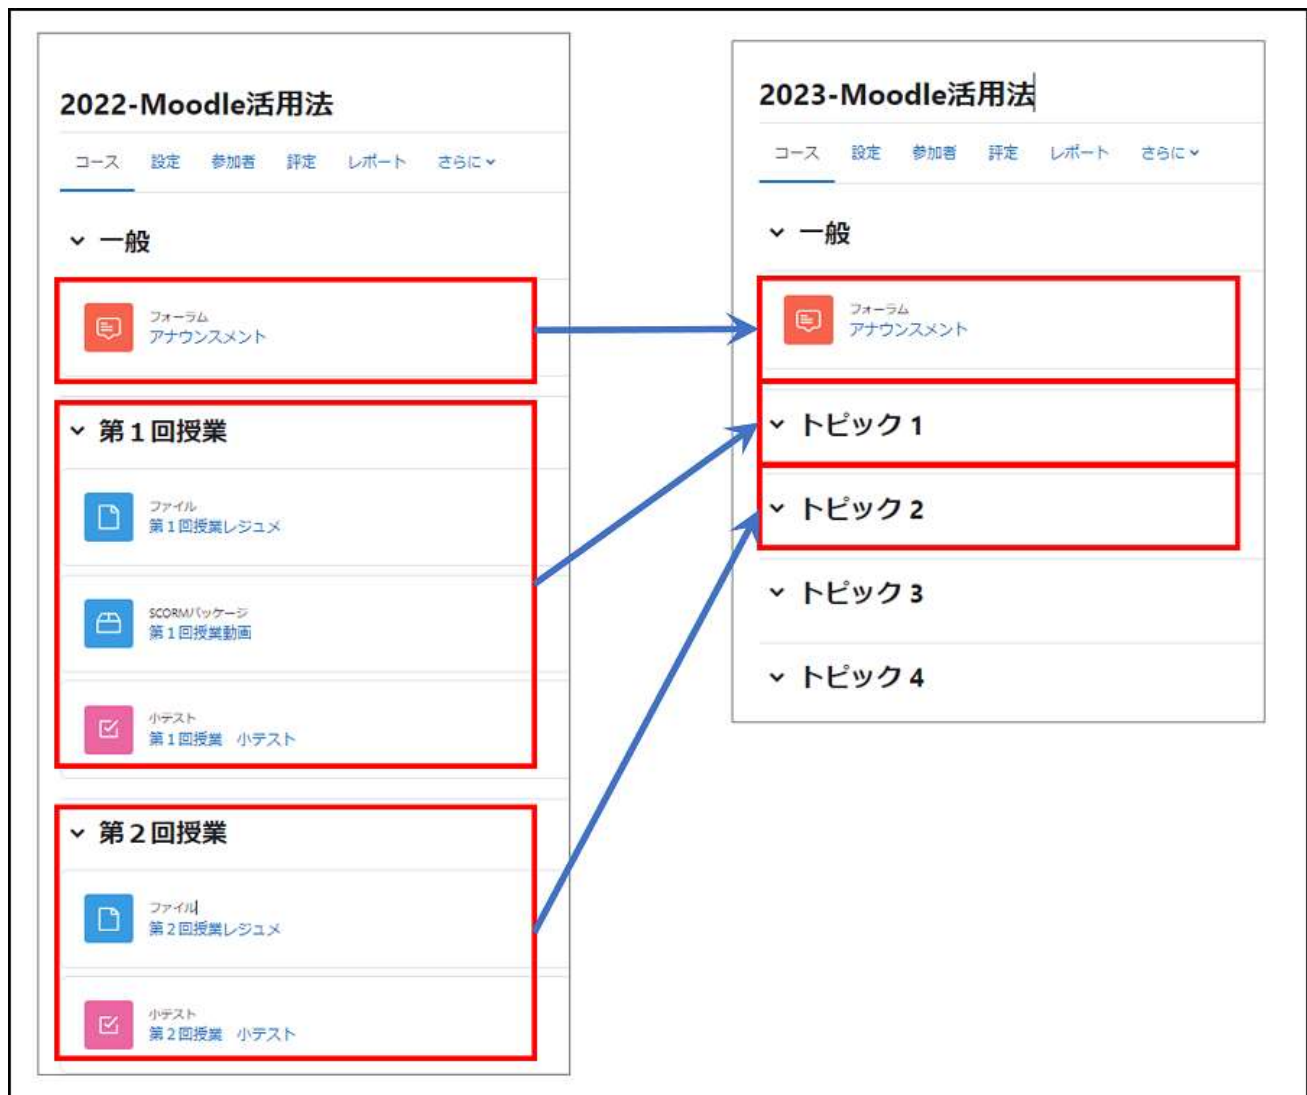 2022-Moodle活用法
コース 設定 参加者 評定 レポート さらに
一般
フォーラム
アナウンスメント
第１回授業
ファイル
第１回授業レジュメ
SCORMパッケージ
第１回授業動画
小テスト
第１回授業　小テスト
第２回授業
ファイル
第２回授業レジュメ
小テスト
第２回授業　小テスト
2023-Moodle活用法
コース 設定 参加者 評定 レポート さらに
一般
フォーラム
アナウンスメント
トピック 1
トピック 2
トピック 3
トピック 4